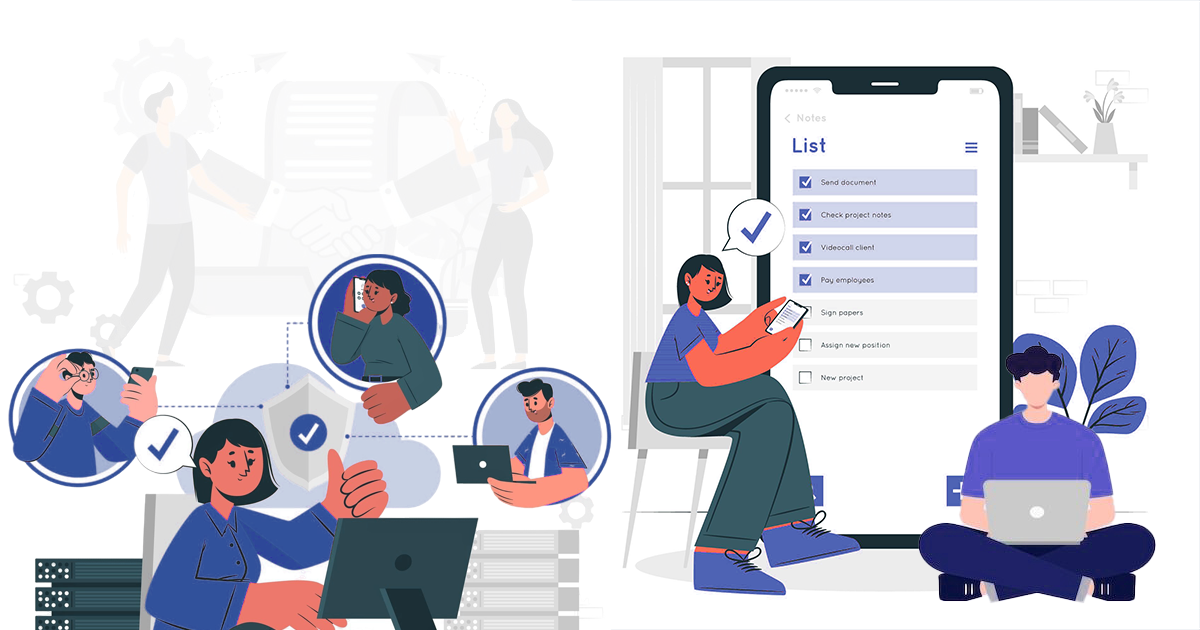 Notes
List
Send document
Check project notes
Videocall client
Pay employees
Sign papers
Assign new position
New project